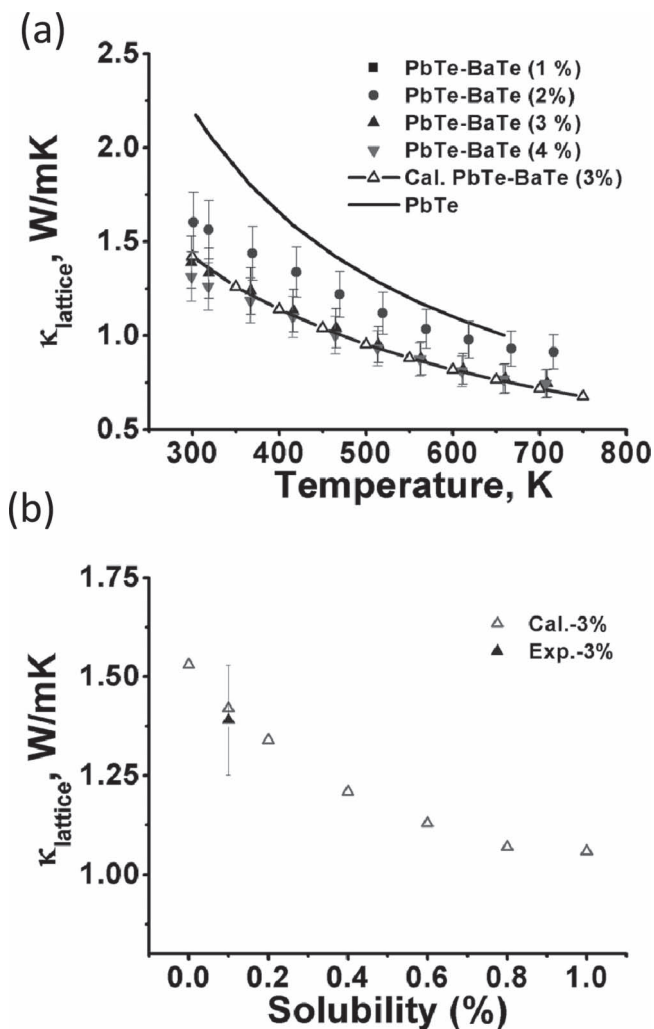 (a)
2.5
2.0
1.5
1.0
0.5
κlattice, W/mK
PbTe-BaTe (1 %)
PbTe-BaTe (2%)
PbTe-BaTe (3 %)
PbTe-BaTe (4 %)
Cal. PbTe-BaTe (3%)
PbTe
300 400 500 600 700 800
Temperature, K
(b)
1.75
1.50
1.25
1.00
κlattice, W/mK
Cal.-3%
Exp.-3%
0.0 0.2 0.4 0.6 0.8 1.0
Solubility (%)